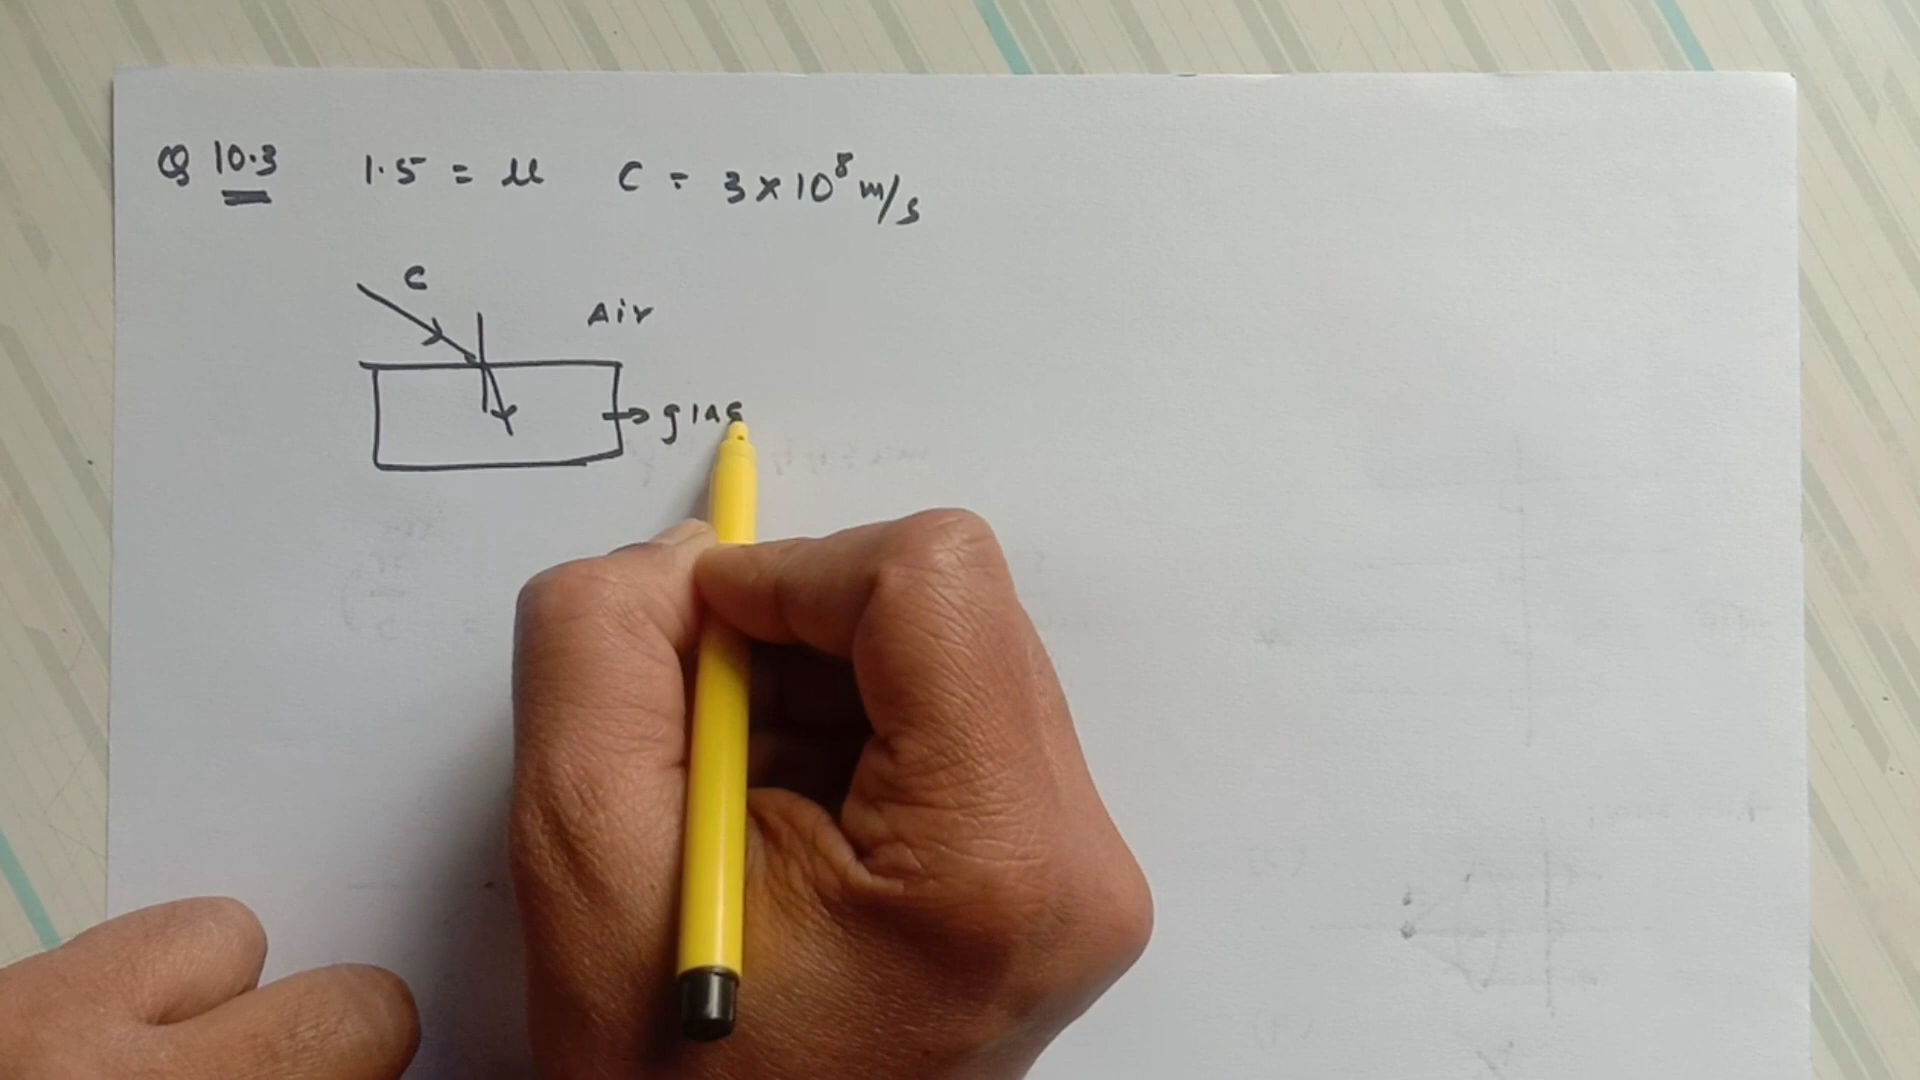 Q 10.3 1.5 = μ C = 3 × 10⁸ m/s
C
Air
glas